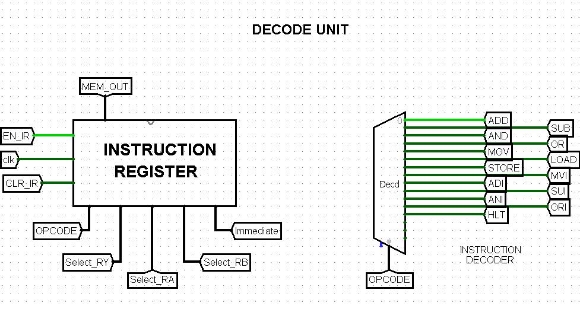 DECODE UNIT
MEM_OUT
EN_IR
clk
CLR_IR
INSTRUCTION
REGISTER
OPCODE
Immediate
Select_RY
Select_RB
Select_RA
0
Decd
ADD
SUB
AND
OR
MOV
LOAD
STORE
MVI
ADI
SUI
ANI
ORI
HLT
INSTRUCTION
DECODER
OPCODE